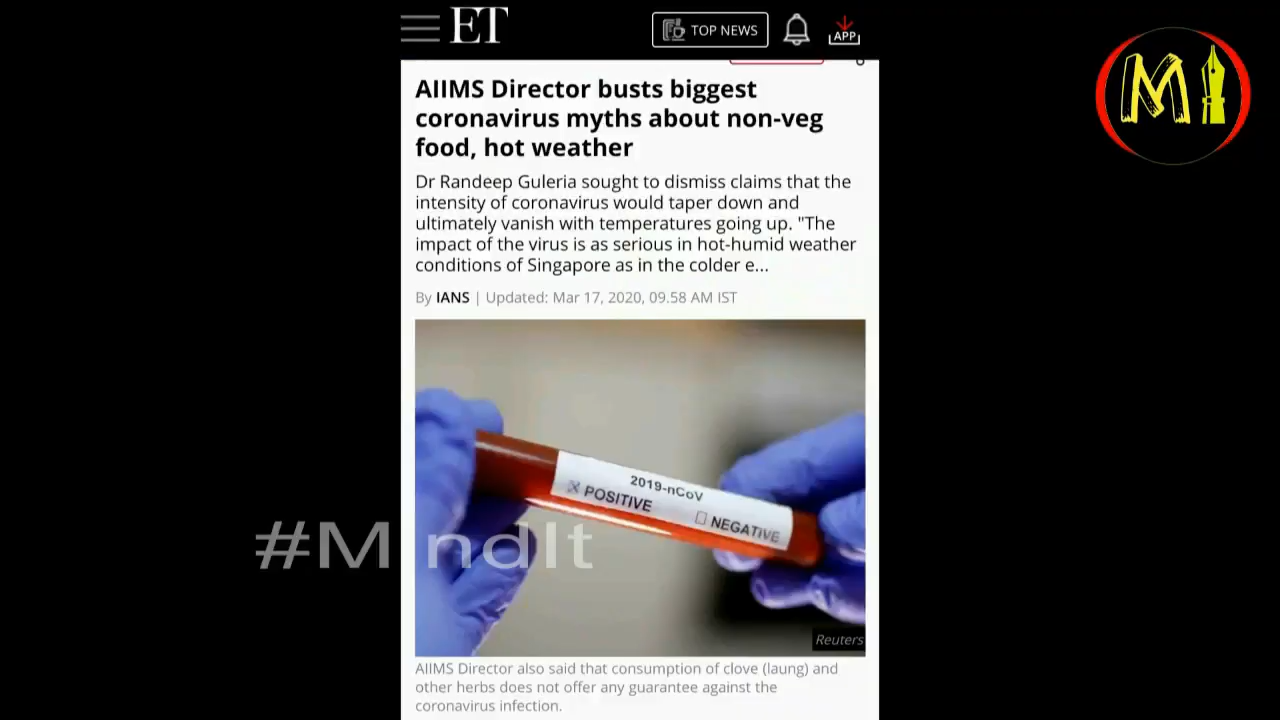 ET
TOP NEWS
APP
MI
AIIMS Director busts biggest
coronavirus myths about non-veg
food, hot weather
Dr Randeep Guleria sought to dismiss claims that the
intensity of coronavirus would taper down and
ultimately vanish with temperatures going up. "The
impact of the virus is as serious in hot-humid weather
conditions of Singapore as in the colder e...
By IANS | Updated: Mar 17, 2020, 09.58 AM IST
2019-nCoV
POSITIVE
NEGATIVE
#MindIt
Reuters
AIIMS Director also said that consumption of clove (laung) and
other herbs does not offer any guarantee against the
coronavirus infection.